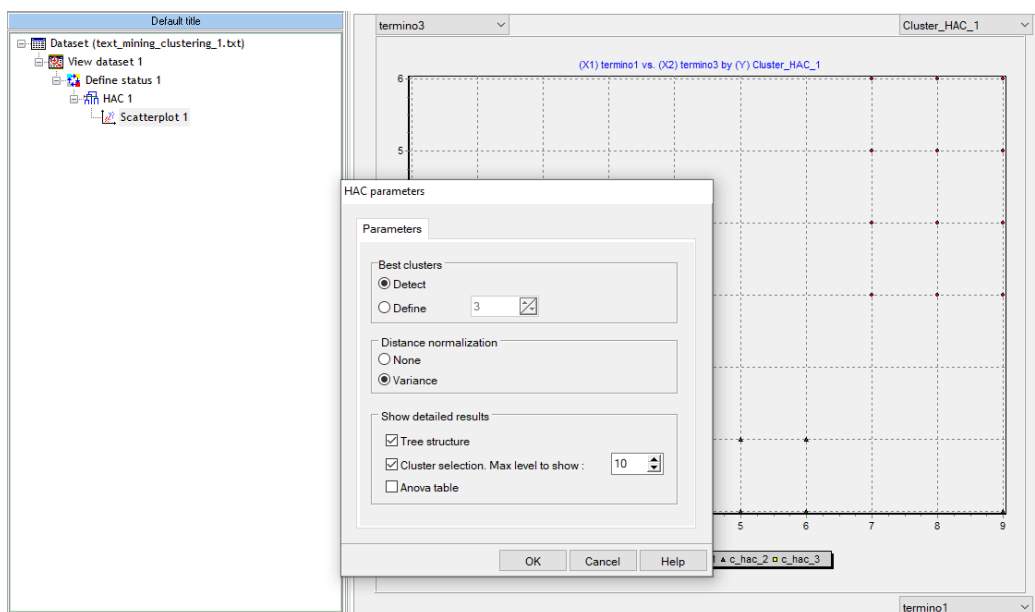 Default title
Dataset (text_mining_clustering_1.txt)
View dataset 1
Define status 1
HAC 1
Scatterplot 1
termino3
Cluster_HAC_1
(X1) termino1 vs. (X2) termino3 by (Y) Cluster_HAC_1
6
5
HAC parameters
Parameters
Best clusters
Detect
Define 3
Distance normalization
None
Variance
Show detailed results
Tree structure
Cluster selection. Max level to show : 10
Anova table
OK Cancel Help
5 6 7 8 9
c_hac_2 c_hac_3
termino1